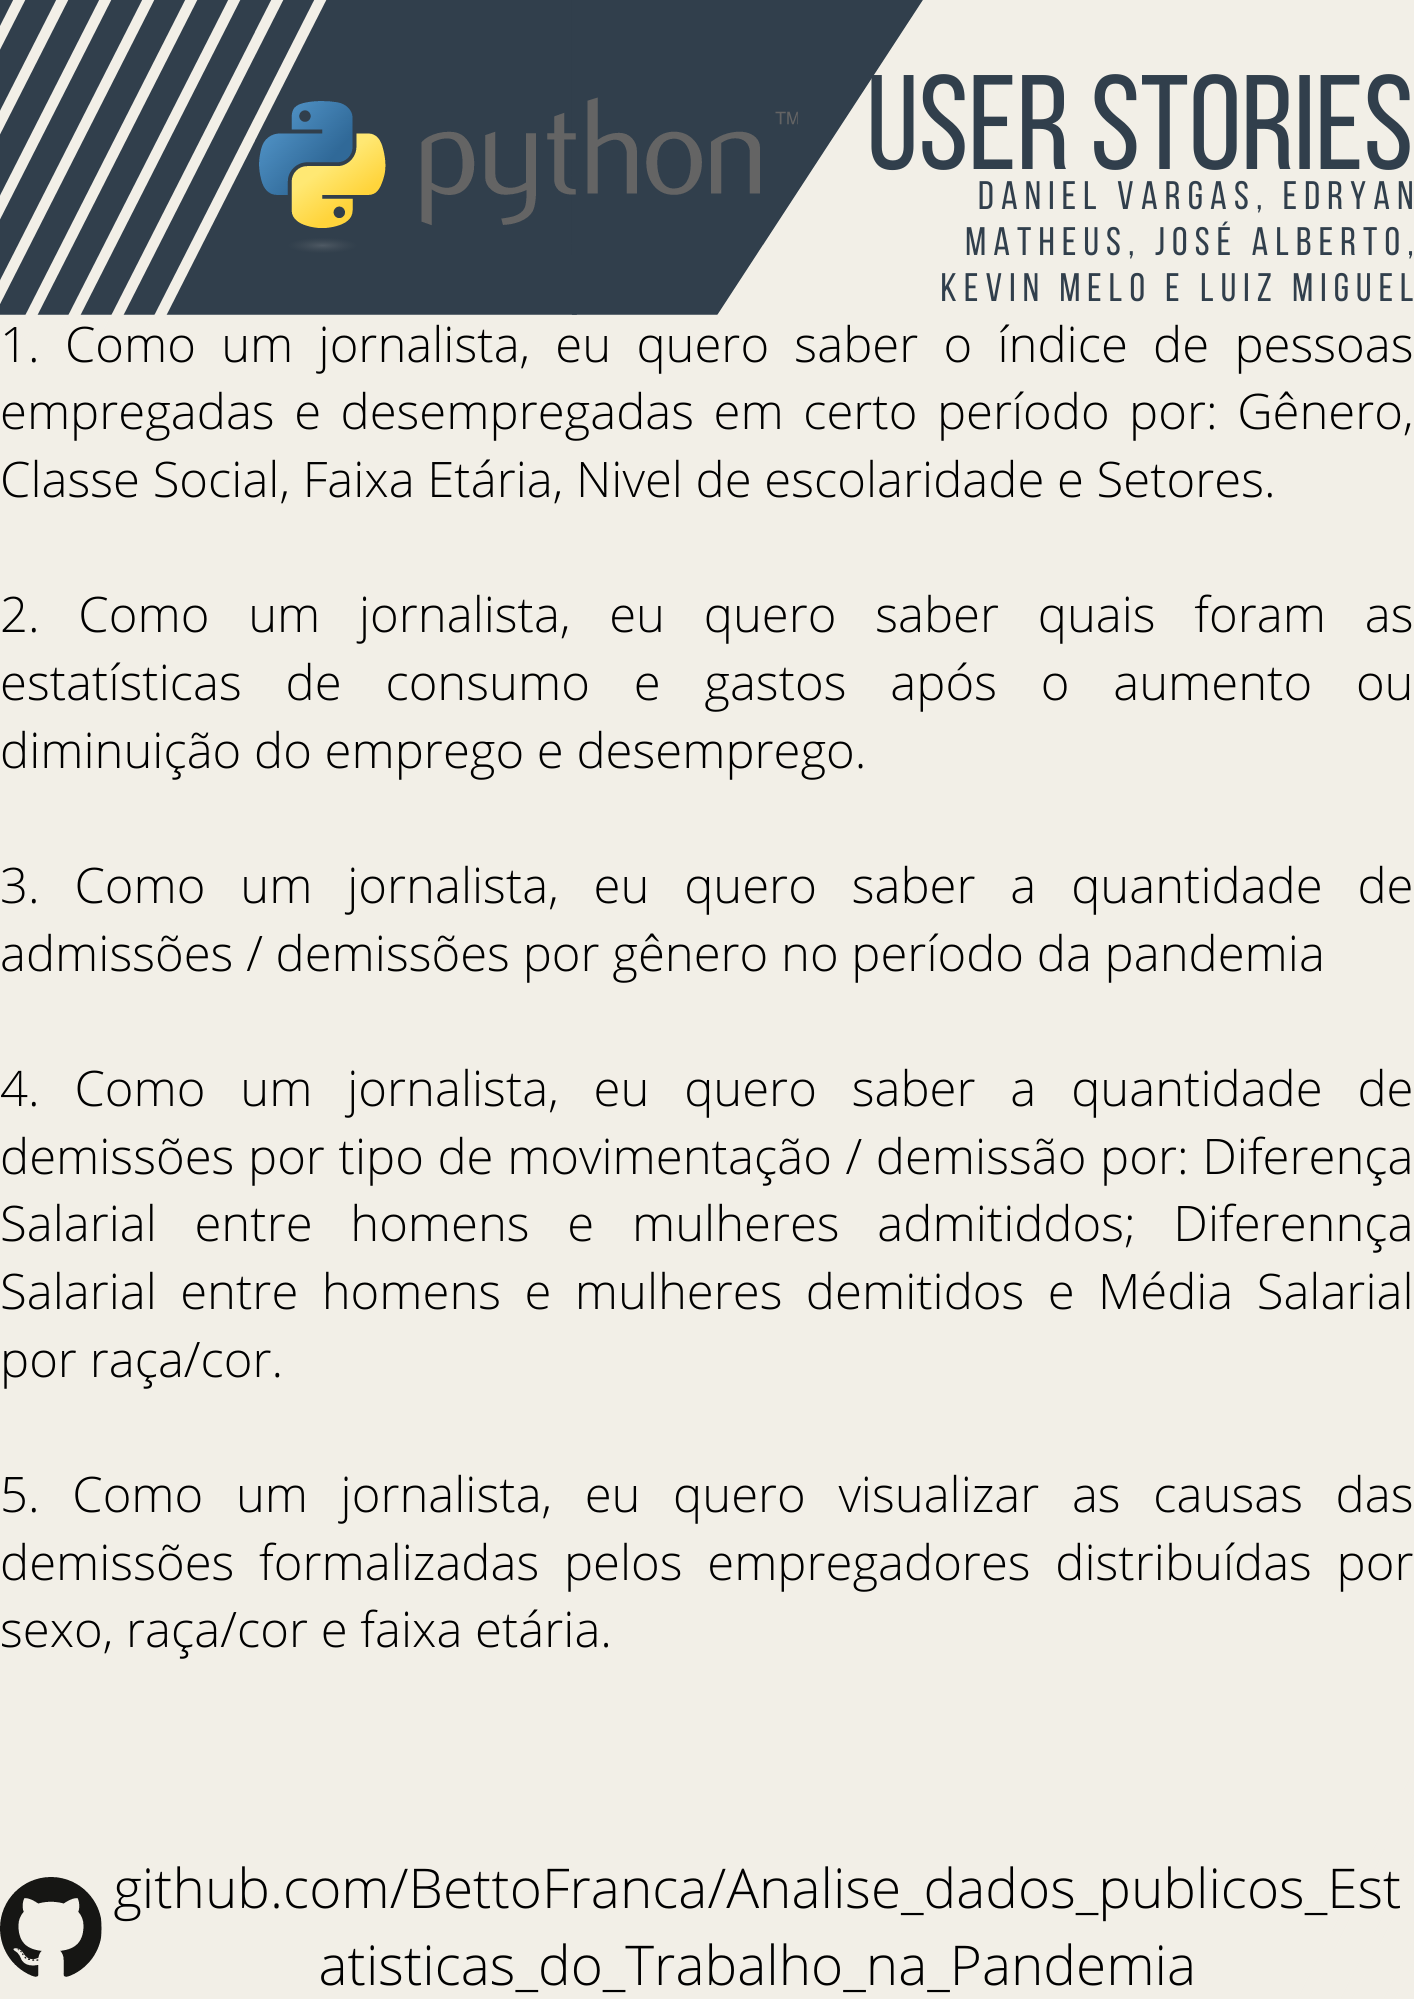 python
TM
USER STORIES
DANIEL VARGAS, EDRYAN
MATHEUS, JOSÉ ALBERTO,
KEVIN MELO E LUIZ MIGUEL
1. Como um jornalista, eu quero saber o índice de pessoas
empregadas e desempregadas em certo período por: Gênero,
Classe Social, Faixa Etária, Nivel de escolaridade e Setores.
2. Como um jornalista, eu quero saber quais foram as
estatísticas de consumo e gastos após o aumento ou
diminuição do emprego e desemprego.
3. Como um jornalista, eu quero saber a quantidade de
admissões / demissões por gênero no período da pandemia
4. Como um jornalista, eu quero saber a quantidade de
demissões por tipo de movimentação / demissão por: Diferença
Salarial entre homens e mulheres admitiddos; Diferennça
Salarial entre homens e mulheres demitidos e Média Salarial
por raça/cor.
5. Como um jornalista, eu quero visualizar as causas das
demissões formalizadas pelos empregadores distribuídas por
sexo, raça/cor e faixa etária.
github.com/BettoFranca/Analise_dados_publicos_Est
atisticas_do_Trabalho_na_Pandemia